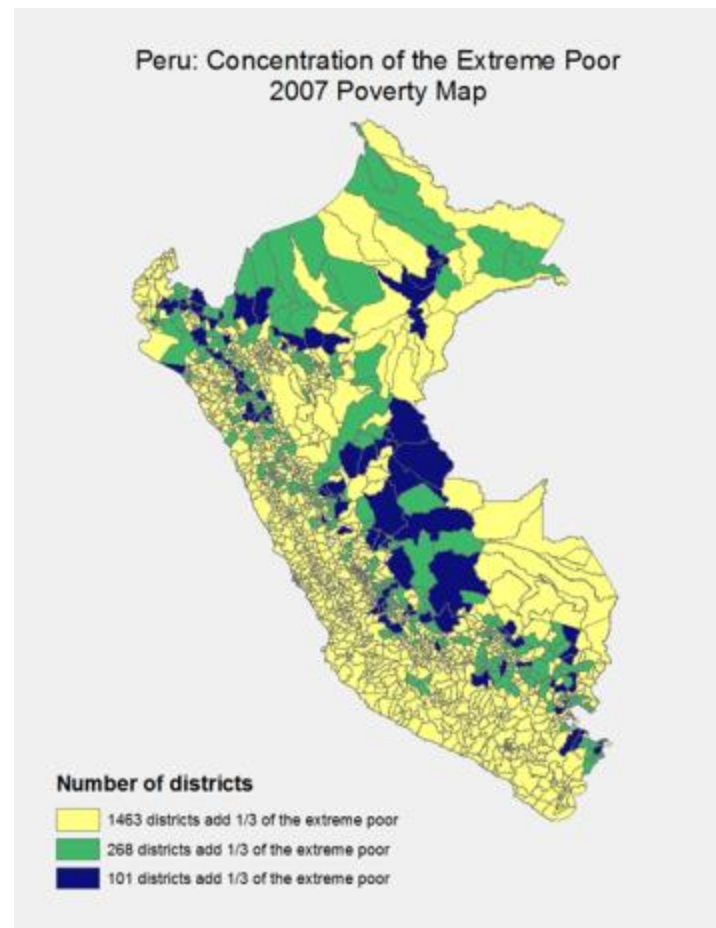 Peru: Concentration of the Extreme Poor
2007 Poverty Map
Number of districts
1463 districts add 1/3 of the extreme poor
268 districts add 1/3 of the extreme poor
101 districts add 1/3 of the extreme poor